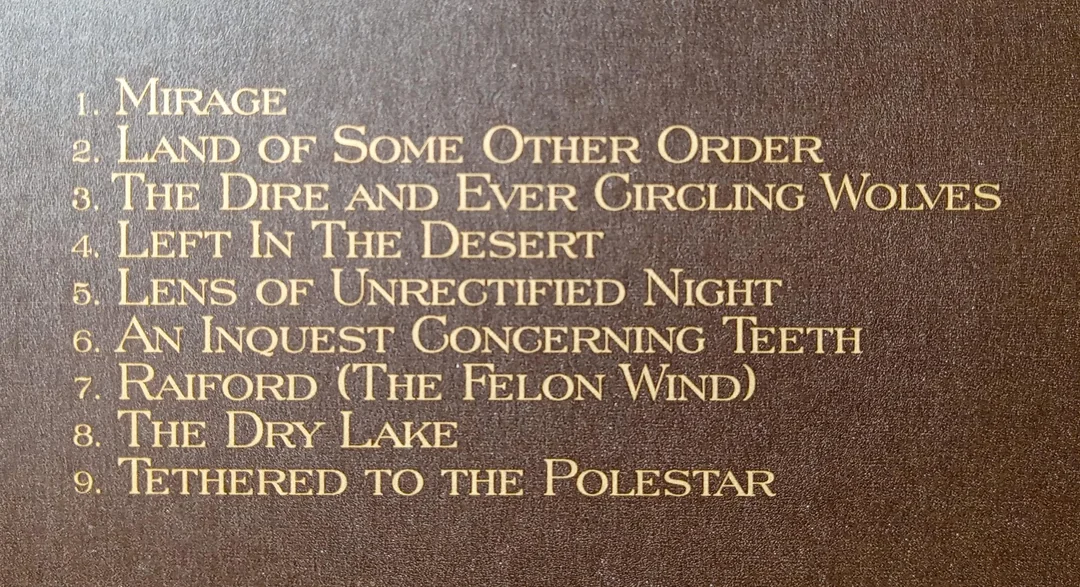 1. Mirage
2. Land of Some Other Order
3. The Dire and Ever Circling Wolves
4. Left In The Desert
5. Lens of Unrectified Night
6. An Inquest Concerning Teeth
7. Raiford (The Felon Wind)
8. The Dry Lake
9. Tethered to the Polestar